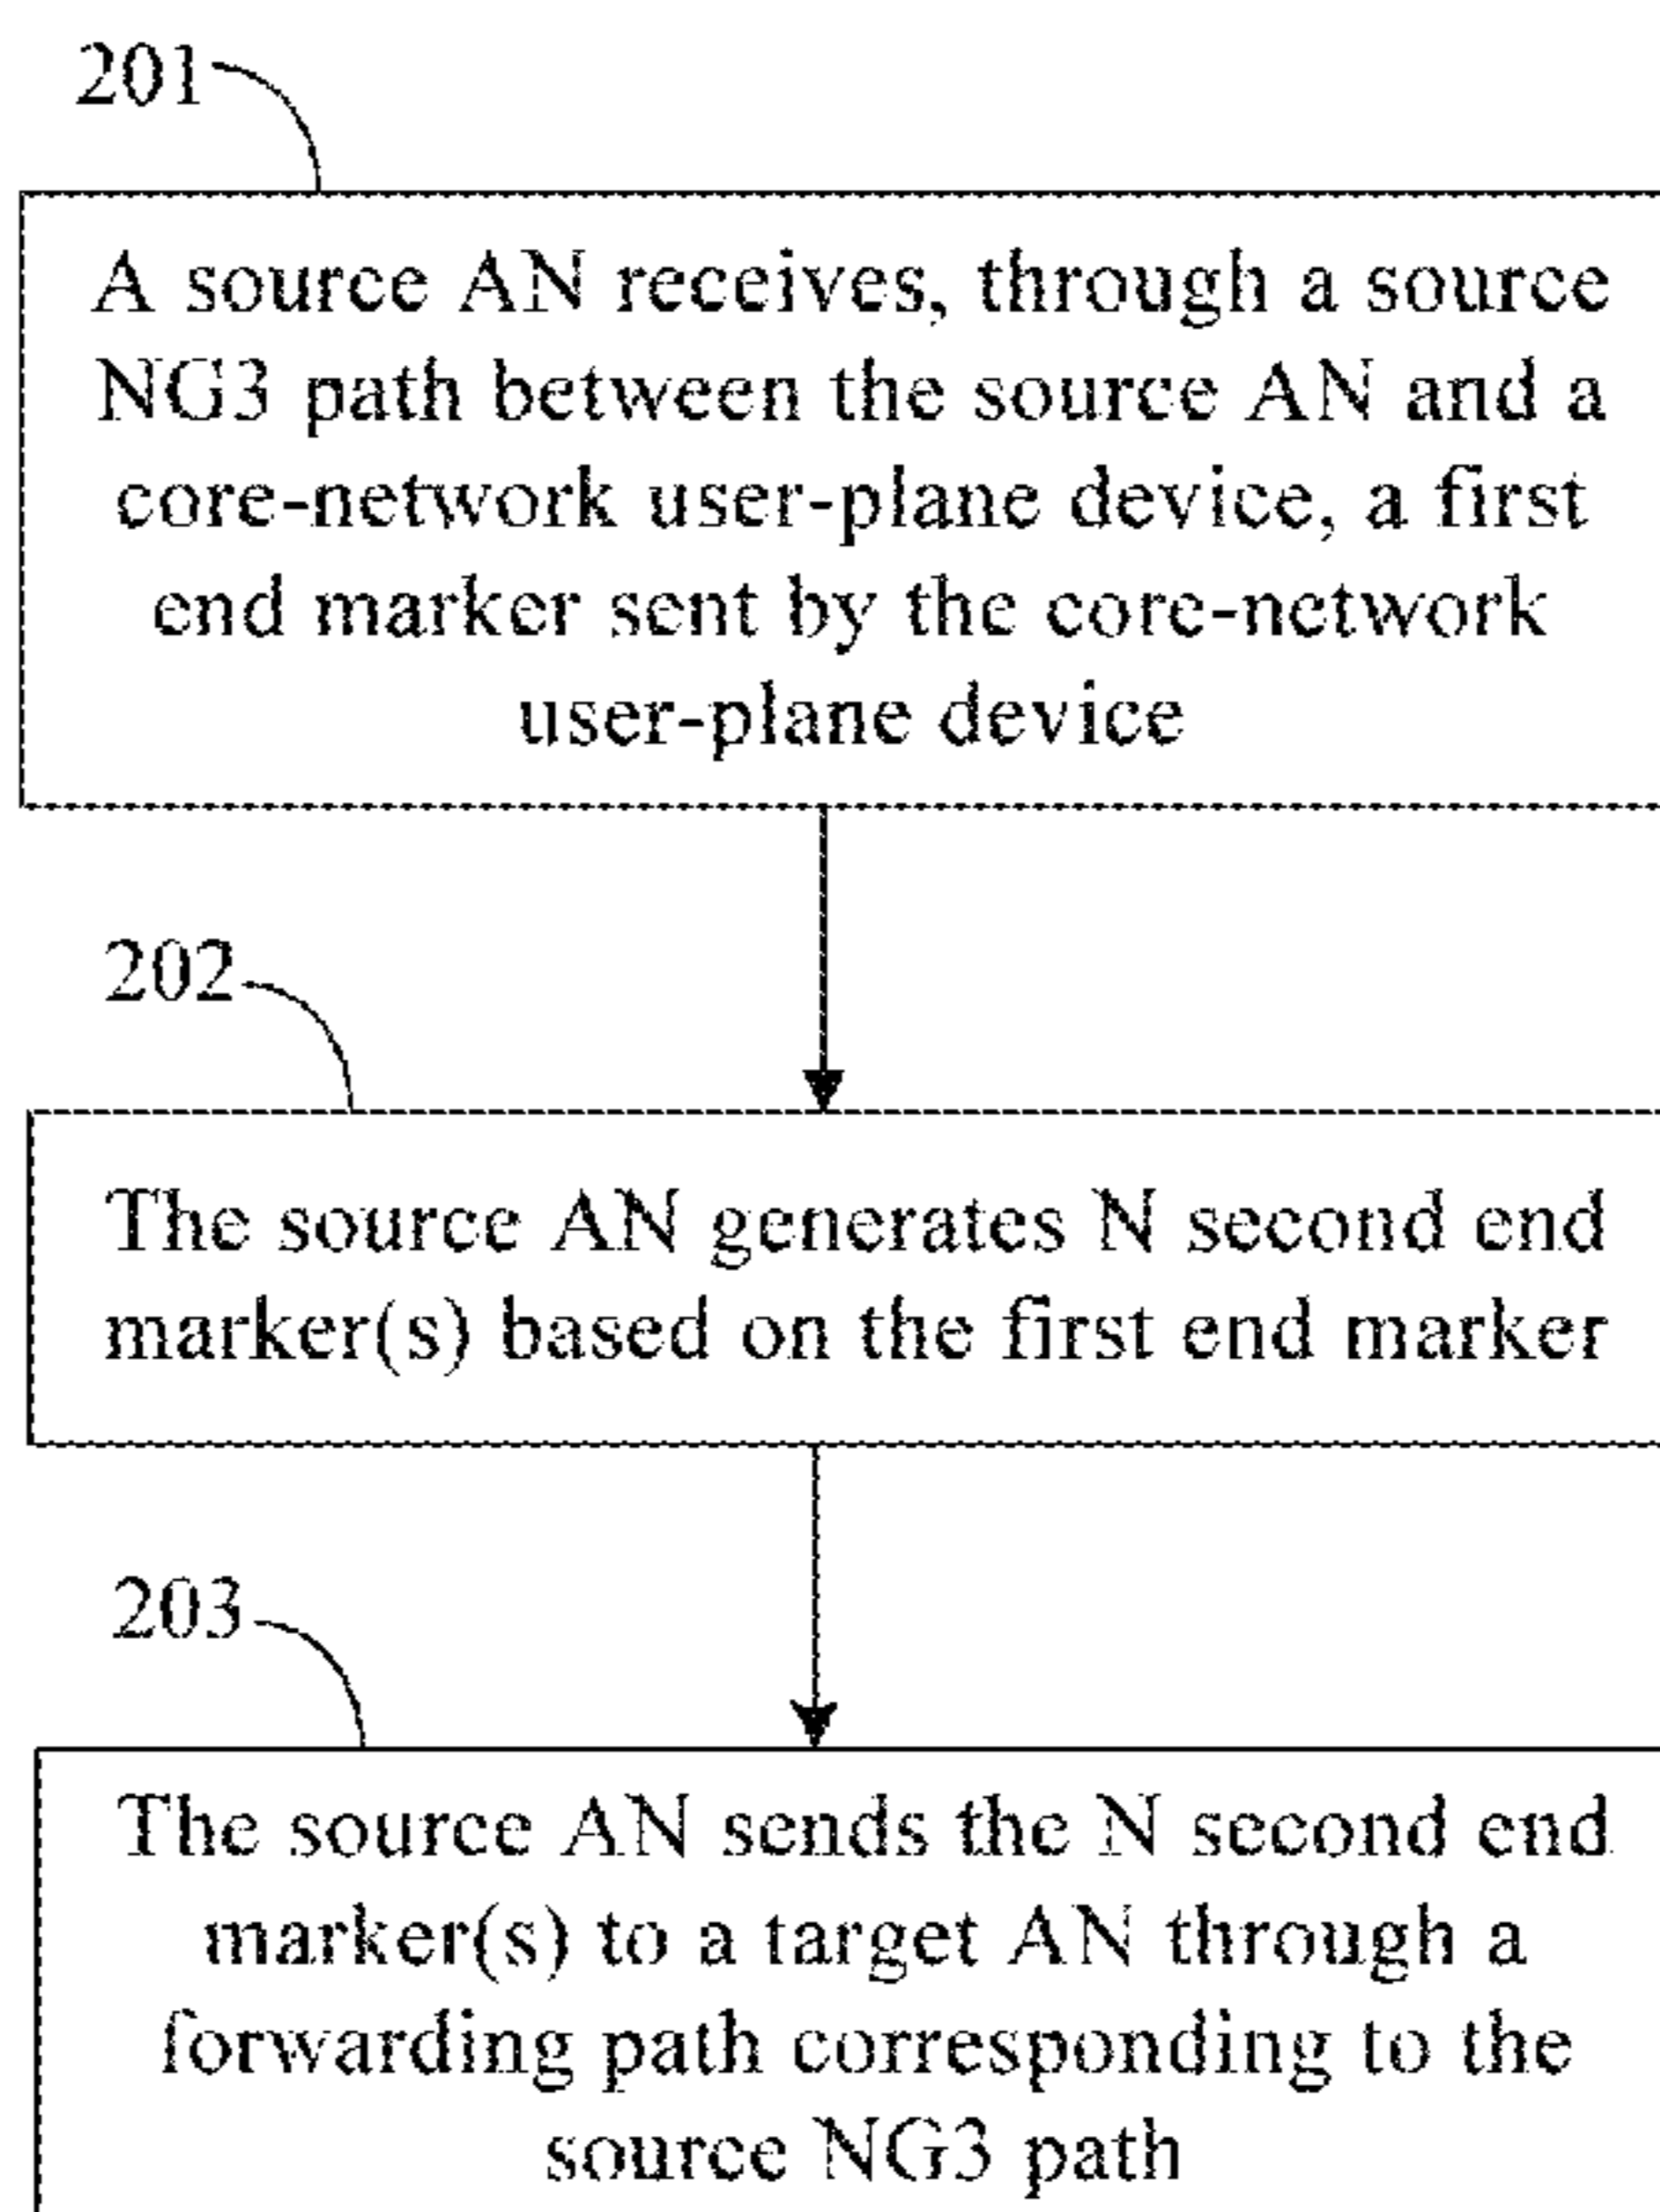 201
A source AN receives, through a source
NG3 path between the source AN and a
core-network user-plane device, a first
end marker sent by the core-network
user-plane device
202
The source AN generates N second end
marker(s) based on the first end marker
203
The source AN sends the N second end
marker(s) to a target AN through a
forwarding path corresponding to the
source NG3 path